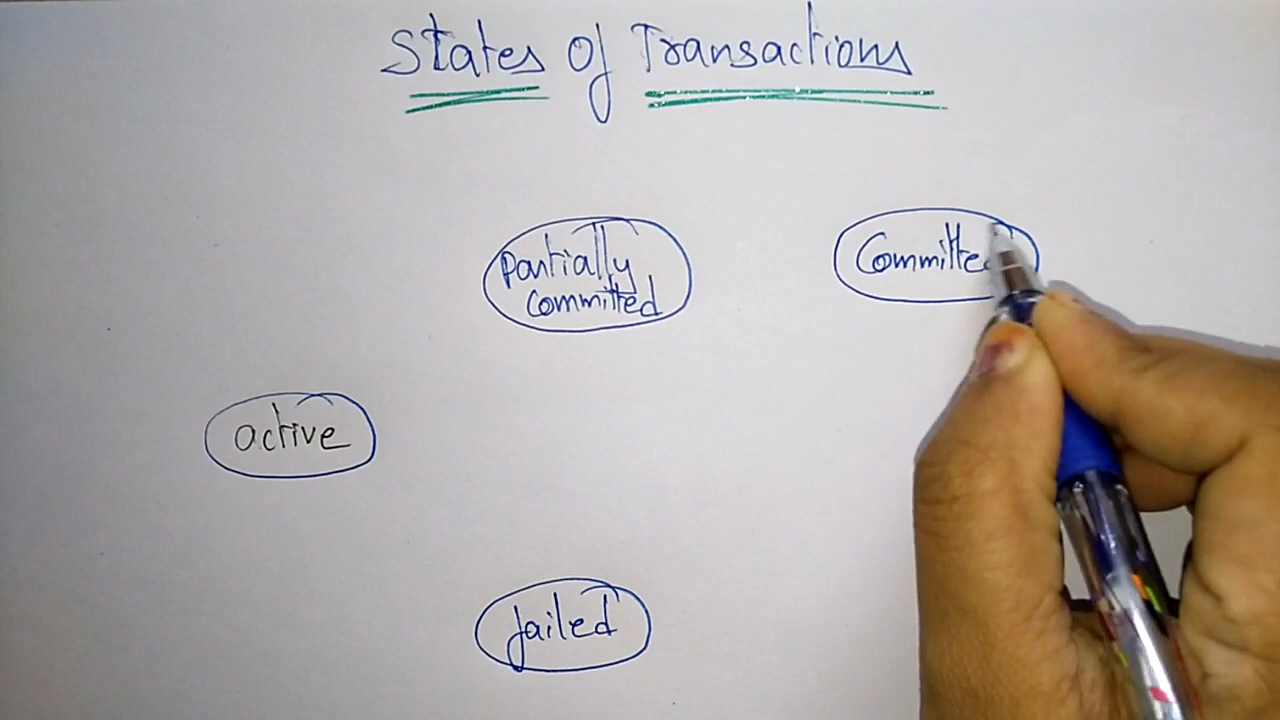 States of Transactions
Partially
committed
Committed
active
failed